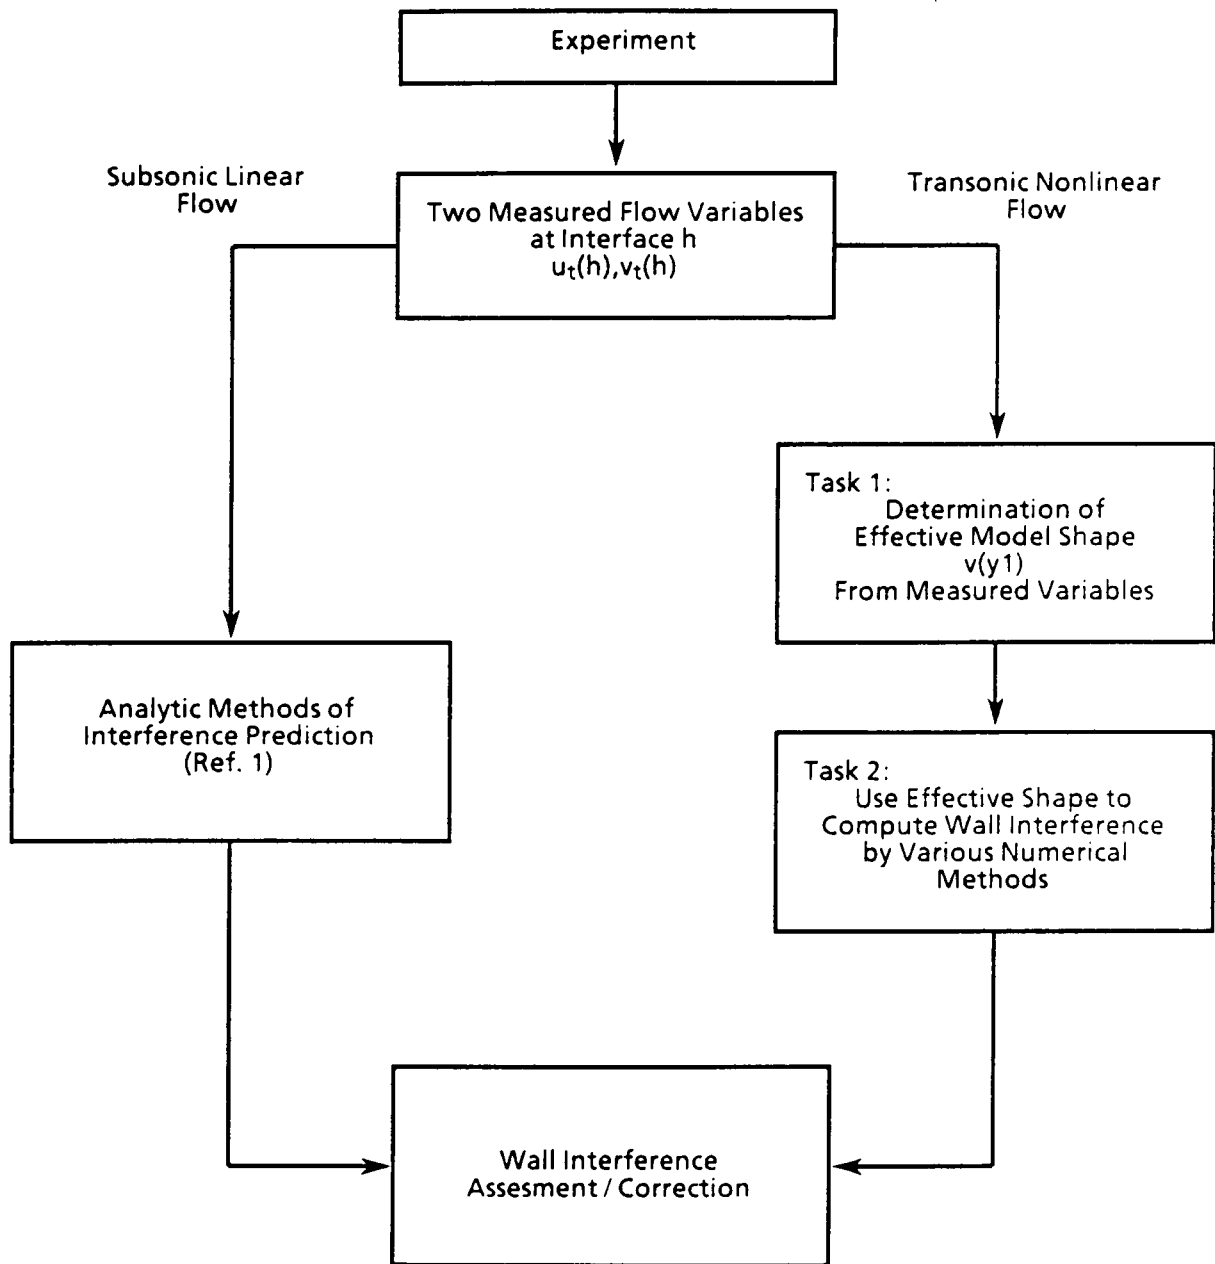 Experiment
Subsonic Linear
Flow
Two Measured Flow Variables
at Interface h
uₜ(h),vₜ(h)
Transonic Nonlinear
Flow
Task 1:
Determination of
Effective Model Shape
v(y1)
From Measured Variables
Analytic Methods of
Interference Prediction
(Ref. 1)
Task 2:
Use Effective Shape to
Compute Wall Interference
by Various Numerical
Methods
Wall Interference
Assesment / Correction